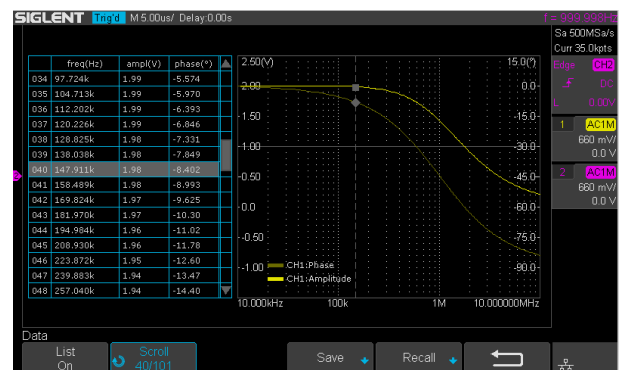 SIGLENT Trig'd M 5.00us/ Delay:0.00s f = 999.998Hz
Sa 500MSa/s
Curr 35.0kpts
Edge CH2
DC
L 0.00V
1 AC1M
660 mV/
0.0 V
2 AC1M
660 mV/
0.0 V
freq(Hz) ampl(V) phase(°)
034 97.724k 1.99 -5.574
035 104.713k 1.99 -5.970
036 112.202k 1.99 -6.393
037 120.226k 1.99 -6.846
038 128.825k 1.98 -7.331
039 138.038k 1.98 -7.849
040 147.911k 1.98 -8.402
041 158.489k 1.98 -8.993
042 169.824k 1.97 -9.625
043 181.970k 1.97 -10.30
044 194.984k 1.96 -11.02
045 208.930k 1.96 -11.78
046 223.872k 1.95 -12.60
047 239.883k 1.94 -13.47
048 257.040k 1.94 -14.40
2.50(V) 15.0(°)
2.00 0.0
1.50 -15.0
1.00 -30.0
0.50 -45.0
0.0 -60.0
-0.50 -75.0
-1.00 -90.0
CH1:Phase
CH1:Amplitude
10.000kHz 100k 1M 10.000000MHz
Data
List Scroll Save Recall
On 40/101